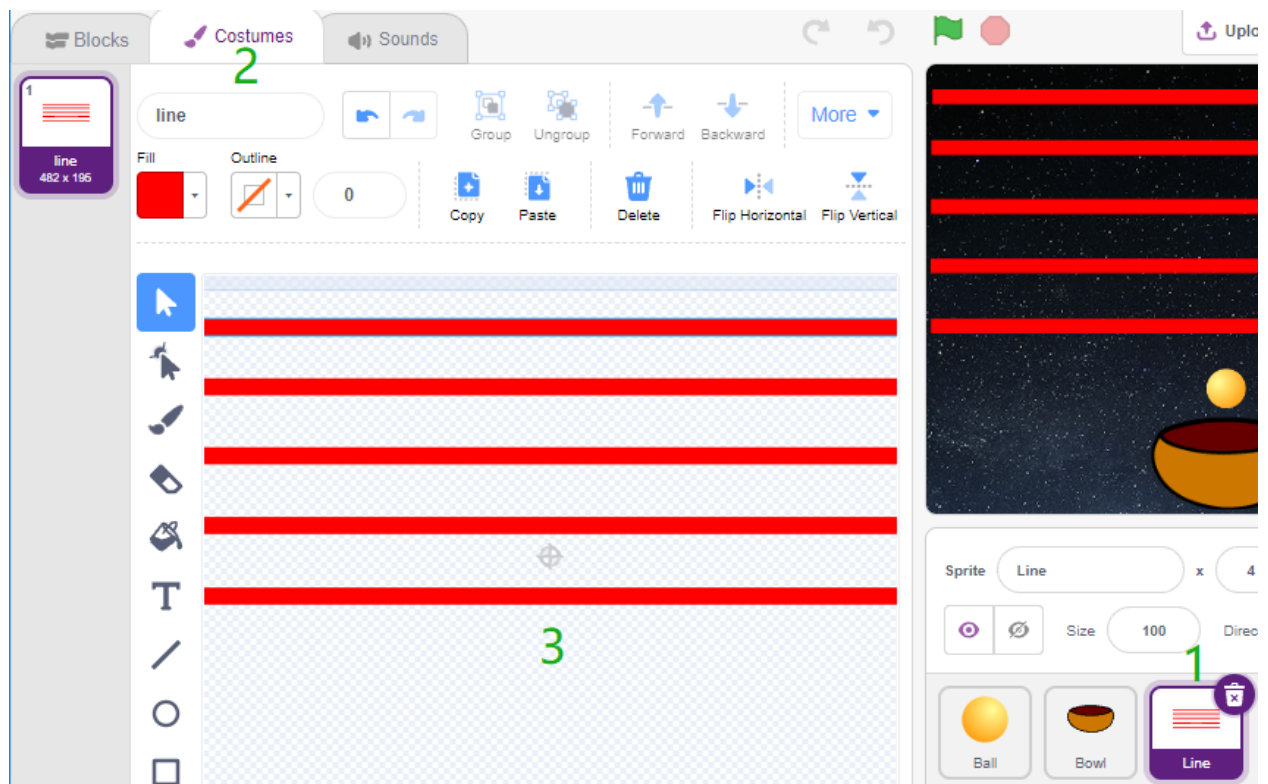 Blocks
Costumes
Sounds
Uplo
2
1
line
482 x 195
line
Group
Ungroup
Forward
Backward
More
Fill
Outline
0
Copy
Paste
Delete
Flip Horizontal
Flip Vertical
T
3
Sprite
Line
x
4
Size
100
Direc
1
Ball
Bowl
Line